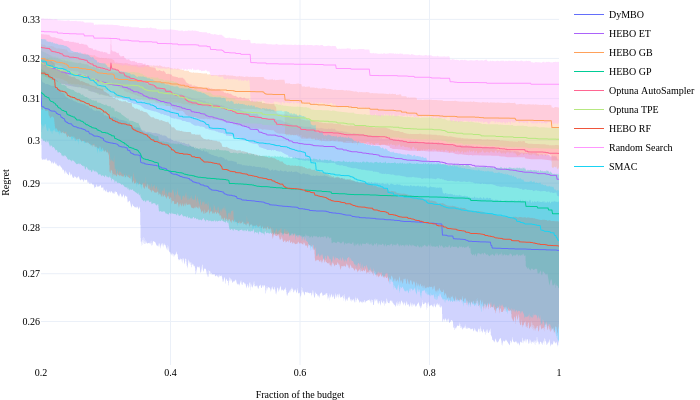 0.33
0.32
0.31
0.3
0.29
0.28
0.27
0.26
Regret
0.2
0.4
0.6
0.8
1
Fraction of the budget
DyMBO
HEBO ET
HEBO GB
HEBO GP
Optuna AutoSampler
Optuna TPE
HEBO RF
Random Search
SMAC